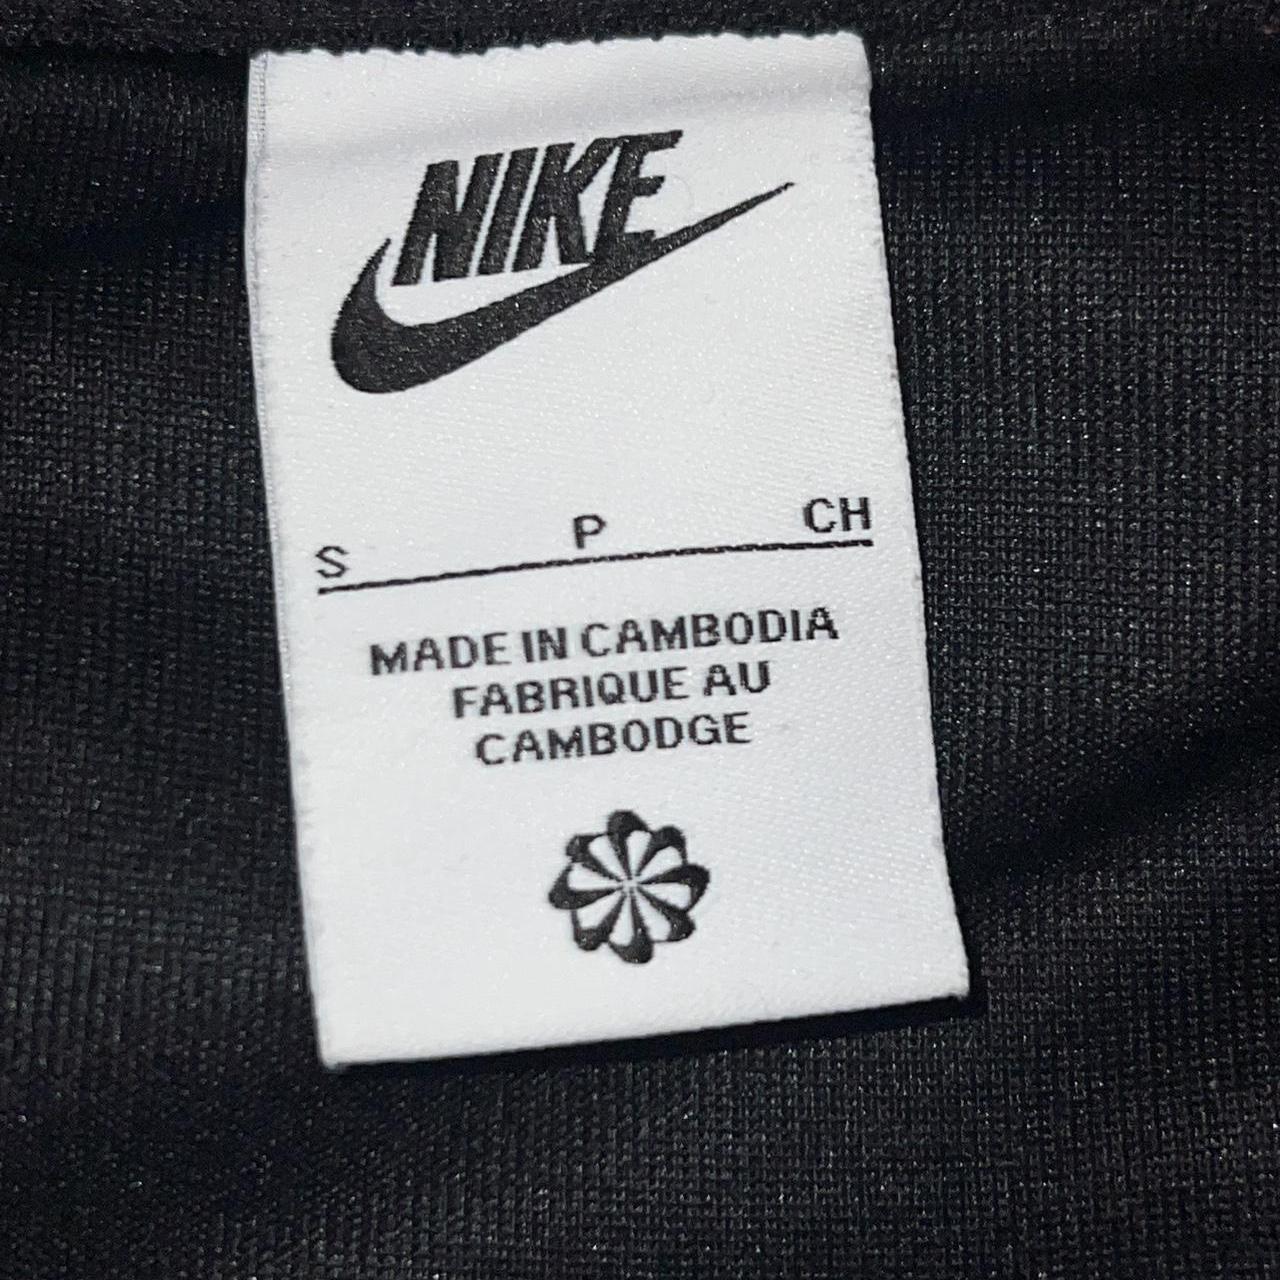 NIKE
S P CH
MADE IN CAMBODIA
FABRIQUE AU
CAMBODGE